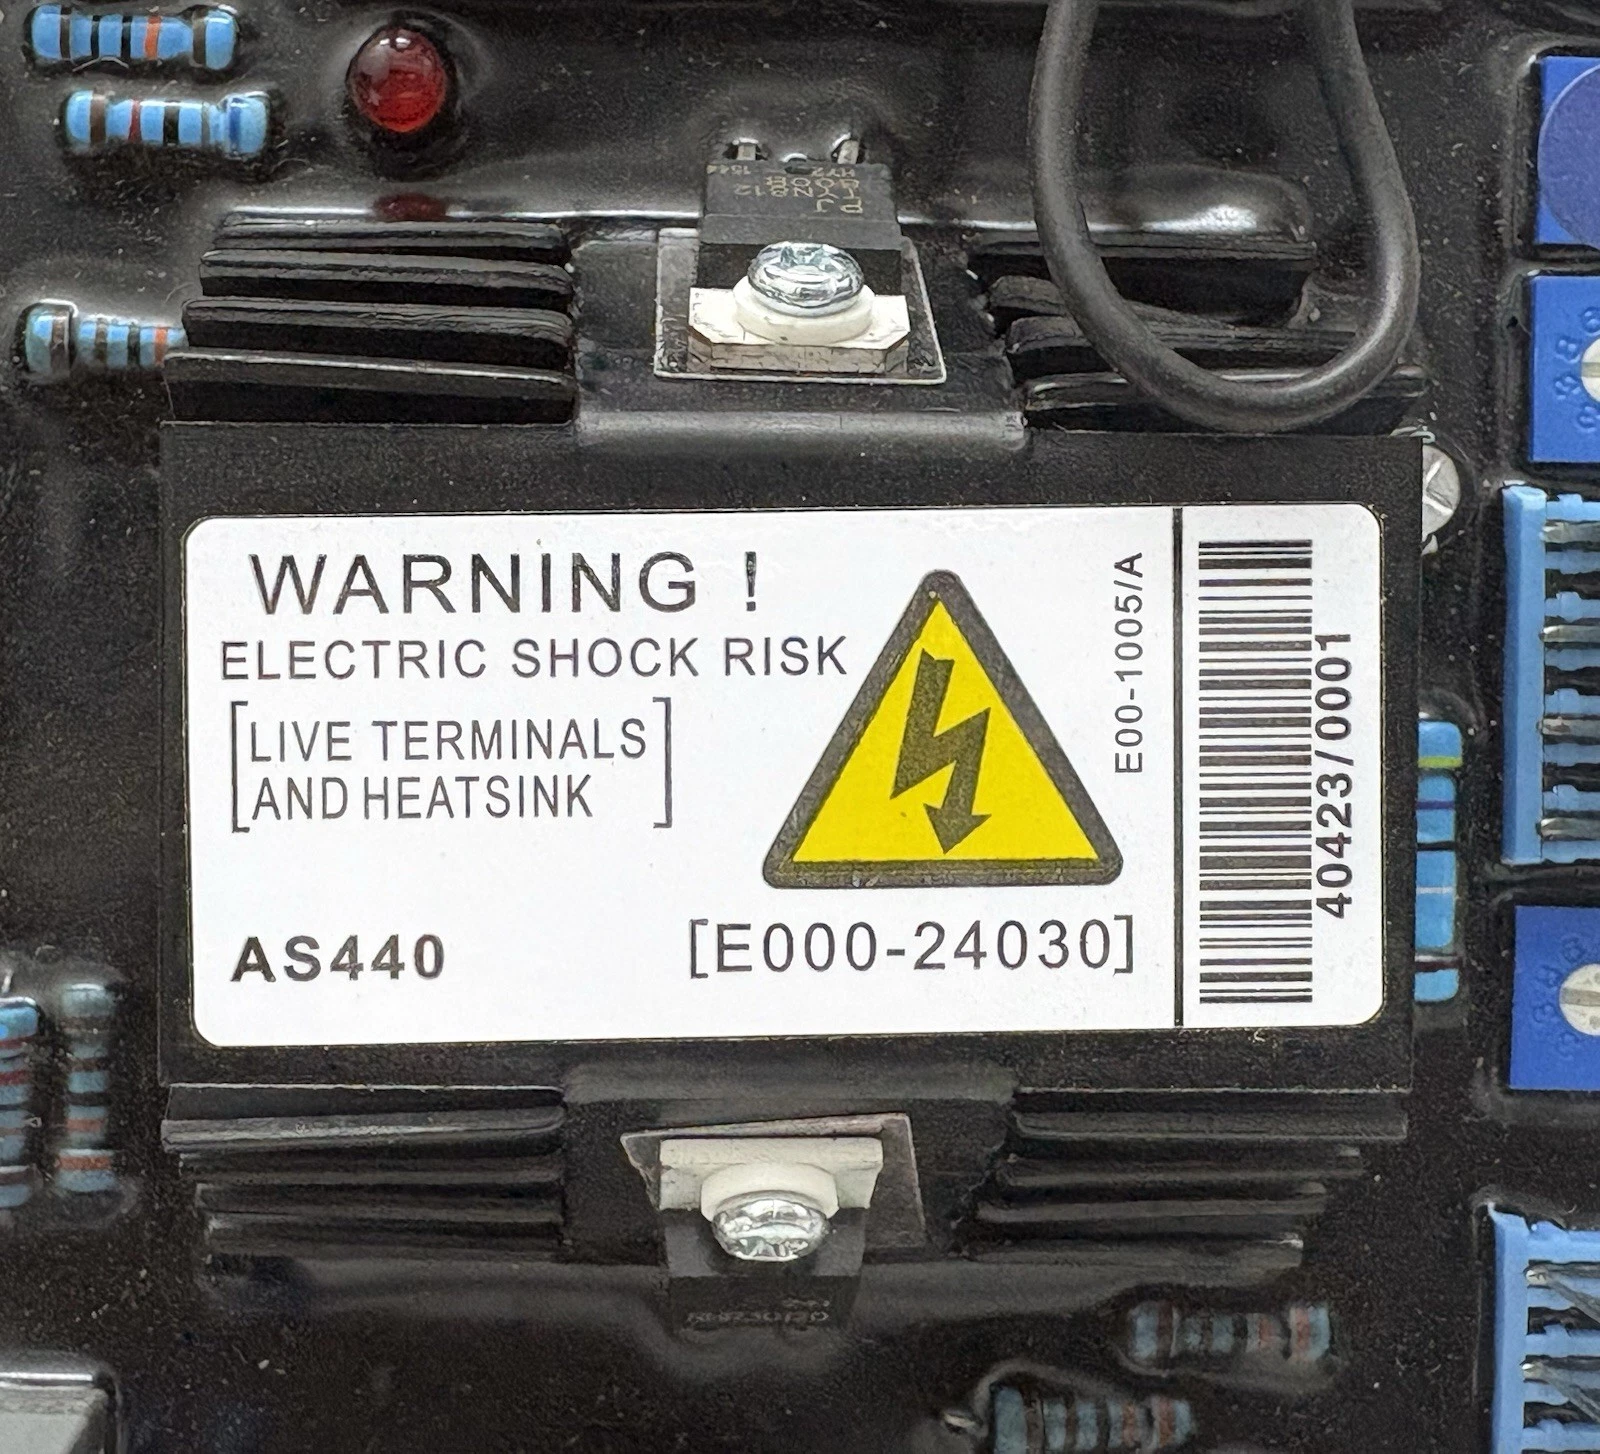 WARNING !
ELECTRIC SHOCK RISK
[LIVE TERMINALS
AND HEATSINK]
AS440
[E000-24030]
E00-1005/A
40423/0001